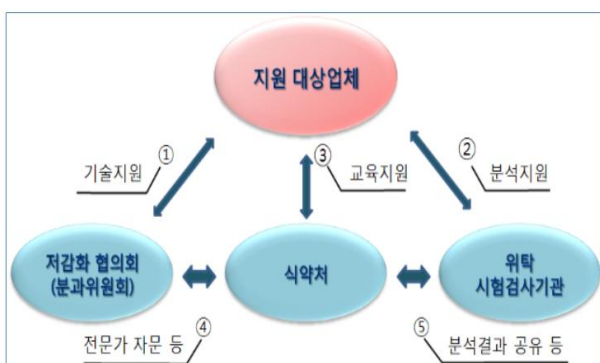 지원 대상업체
①
기술지원
③
교육지원
②
분석지원
저감화 협의회
(분과위원회)
식약처
위탁
시험검사기관
전문가 자문 등
④
⑤
분석결과 공유 등